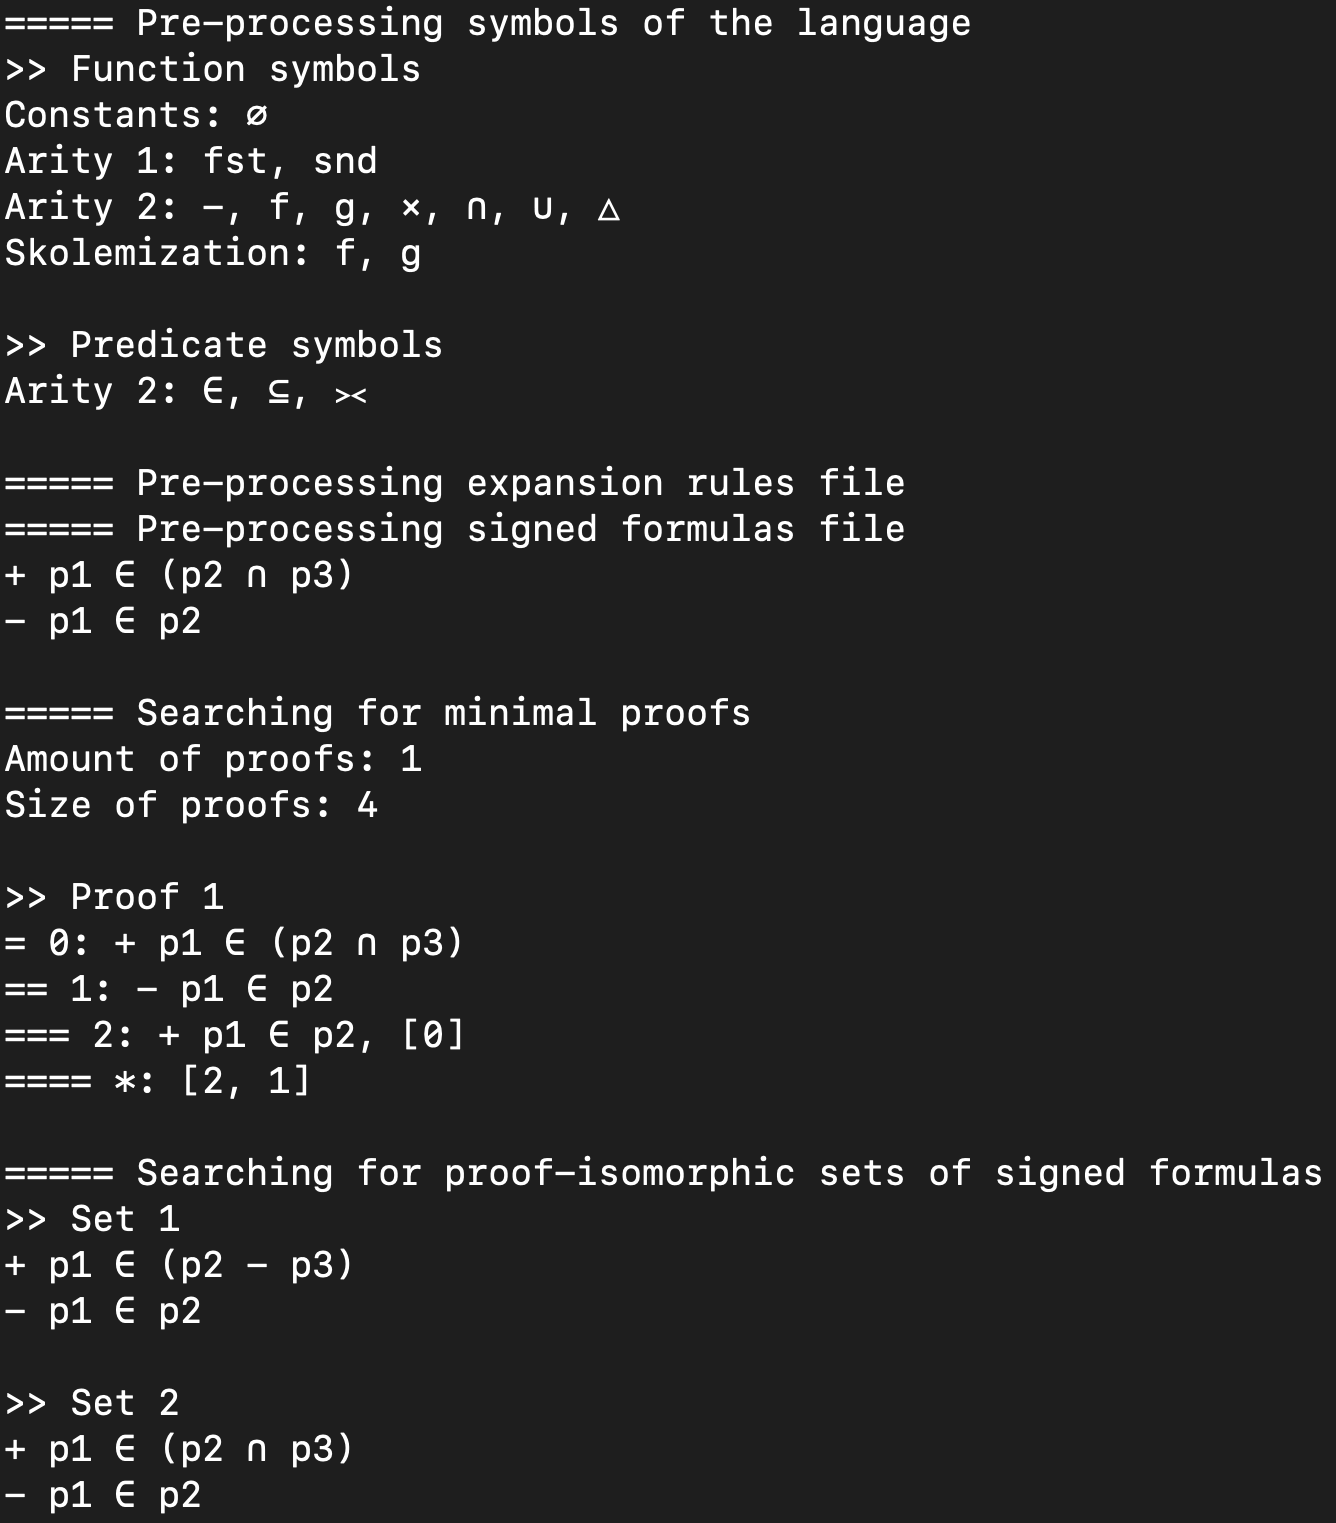 ===== Pre-processing symbols of the language
>> Function symbols
Constants: ∅
Arity 1: fst, snd
Arity 2: -, f, g, ×, ∩, ∪, △
Skolemization: f, g
>> Predicate symbols
Arity 2: ∈, ⊆, ><
===== Pre-processing expansion rules file
===== Pre-processing signed formulas file
+ p1 ∈ (p2 ∩ p3)
- p1 ∈ p2
===== Searching for minimal proofs
Amount of proofs: 1
Size of proofs: 4
>> Proof 1
= 0: + p1 ∈ (p2 ∩ p3)
== 1: - p1 ∈ p2
=== 2: + p1 ∈ p2, [0]
==== *: [2, 1]
===== Searching for proof-isomorphic sets of signed formulas
>> Set 1
+ p1 ∈ (p2 - p3)
- p1 ∈ p2
>> Set 2
+ p1 ∈ (p2 ∩ p3)
- p1 ∈ p2